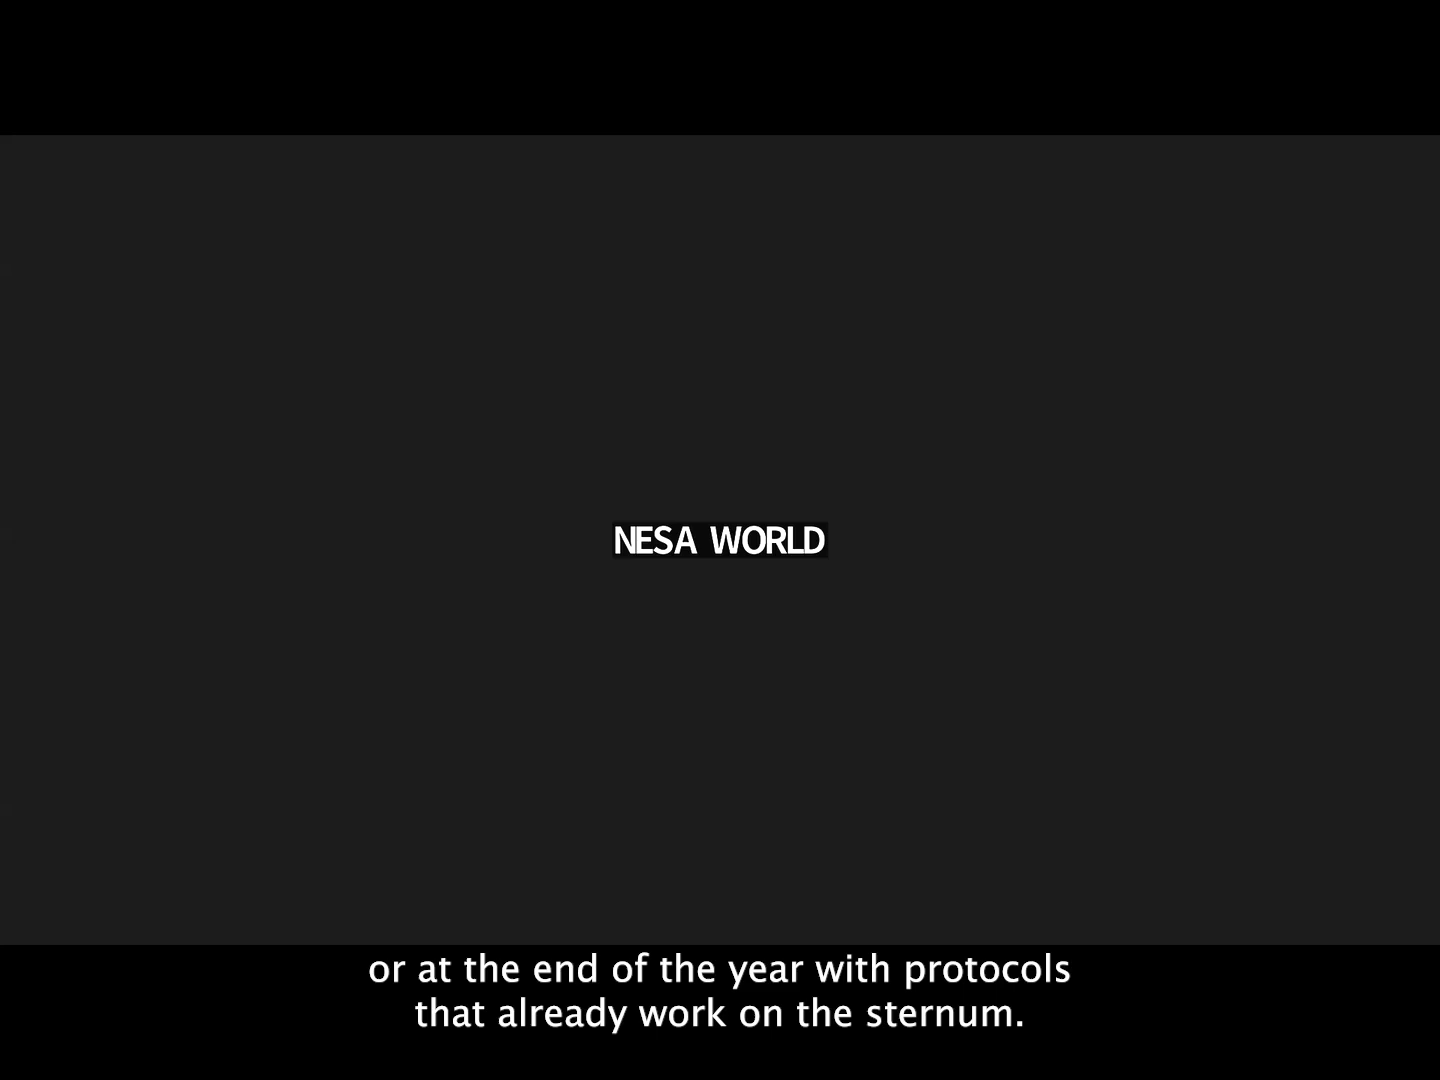 NESA WORLD
or at the end of the year with protocols
that already work on the sternum.